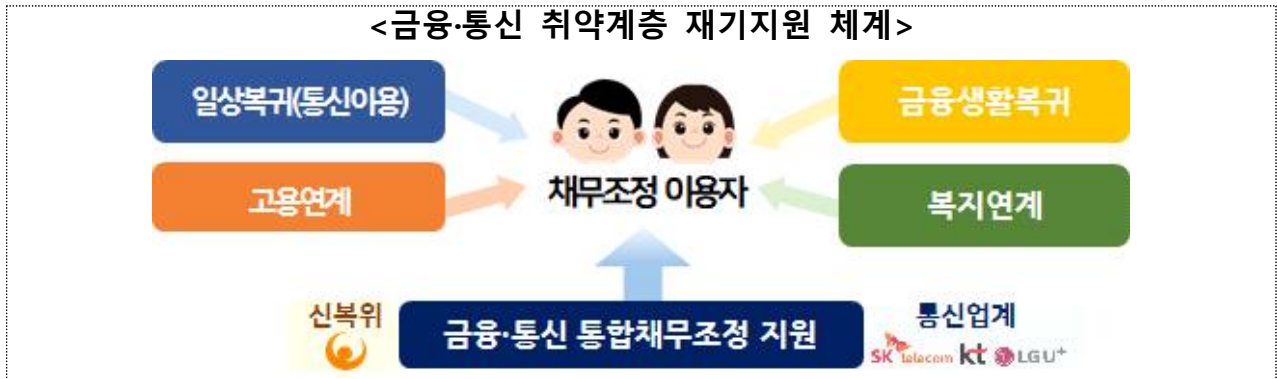 <금융·통신 취약계층 재기지원 체계>
일상복귀(통신이용)
금융생활복귀
고용연계
채무조정 이용자
복지연계
신복위
금융·통신 통합채무조정 지원
통신업계
SK telecom kt LG U+